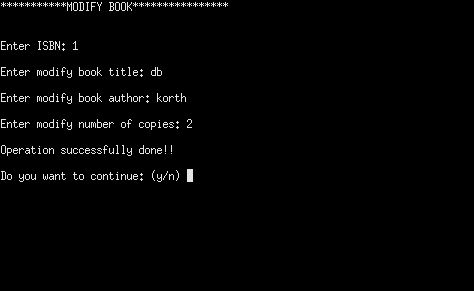 ***********MODIFY BOOK****************
Enter ISBN: 1
Enter modify book title: db
Enter modify book author: korth
Enter modify number of copies: 2
Operation successfully done!!
Do you want to continue: (y/n)